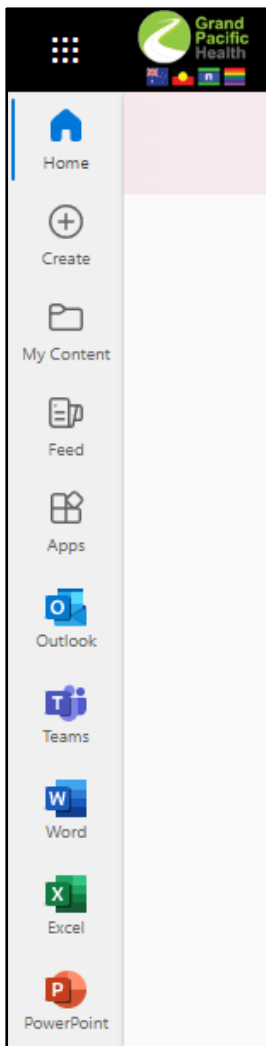 Grand
Pacific
Health
Home
Create
My Content
Feed
Apps
Outlook
Teams
Word
Excel
PowerPoint